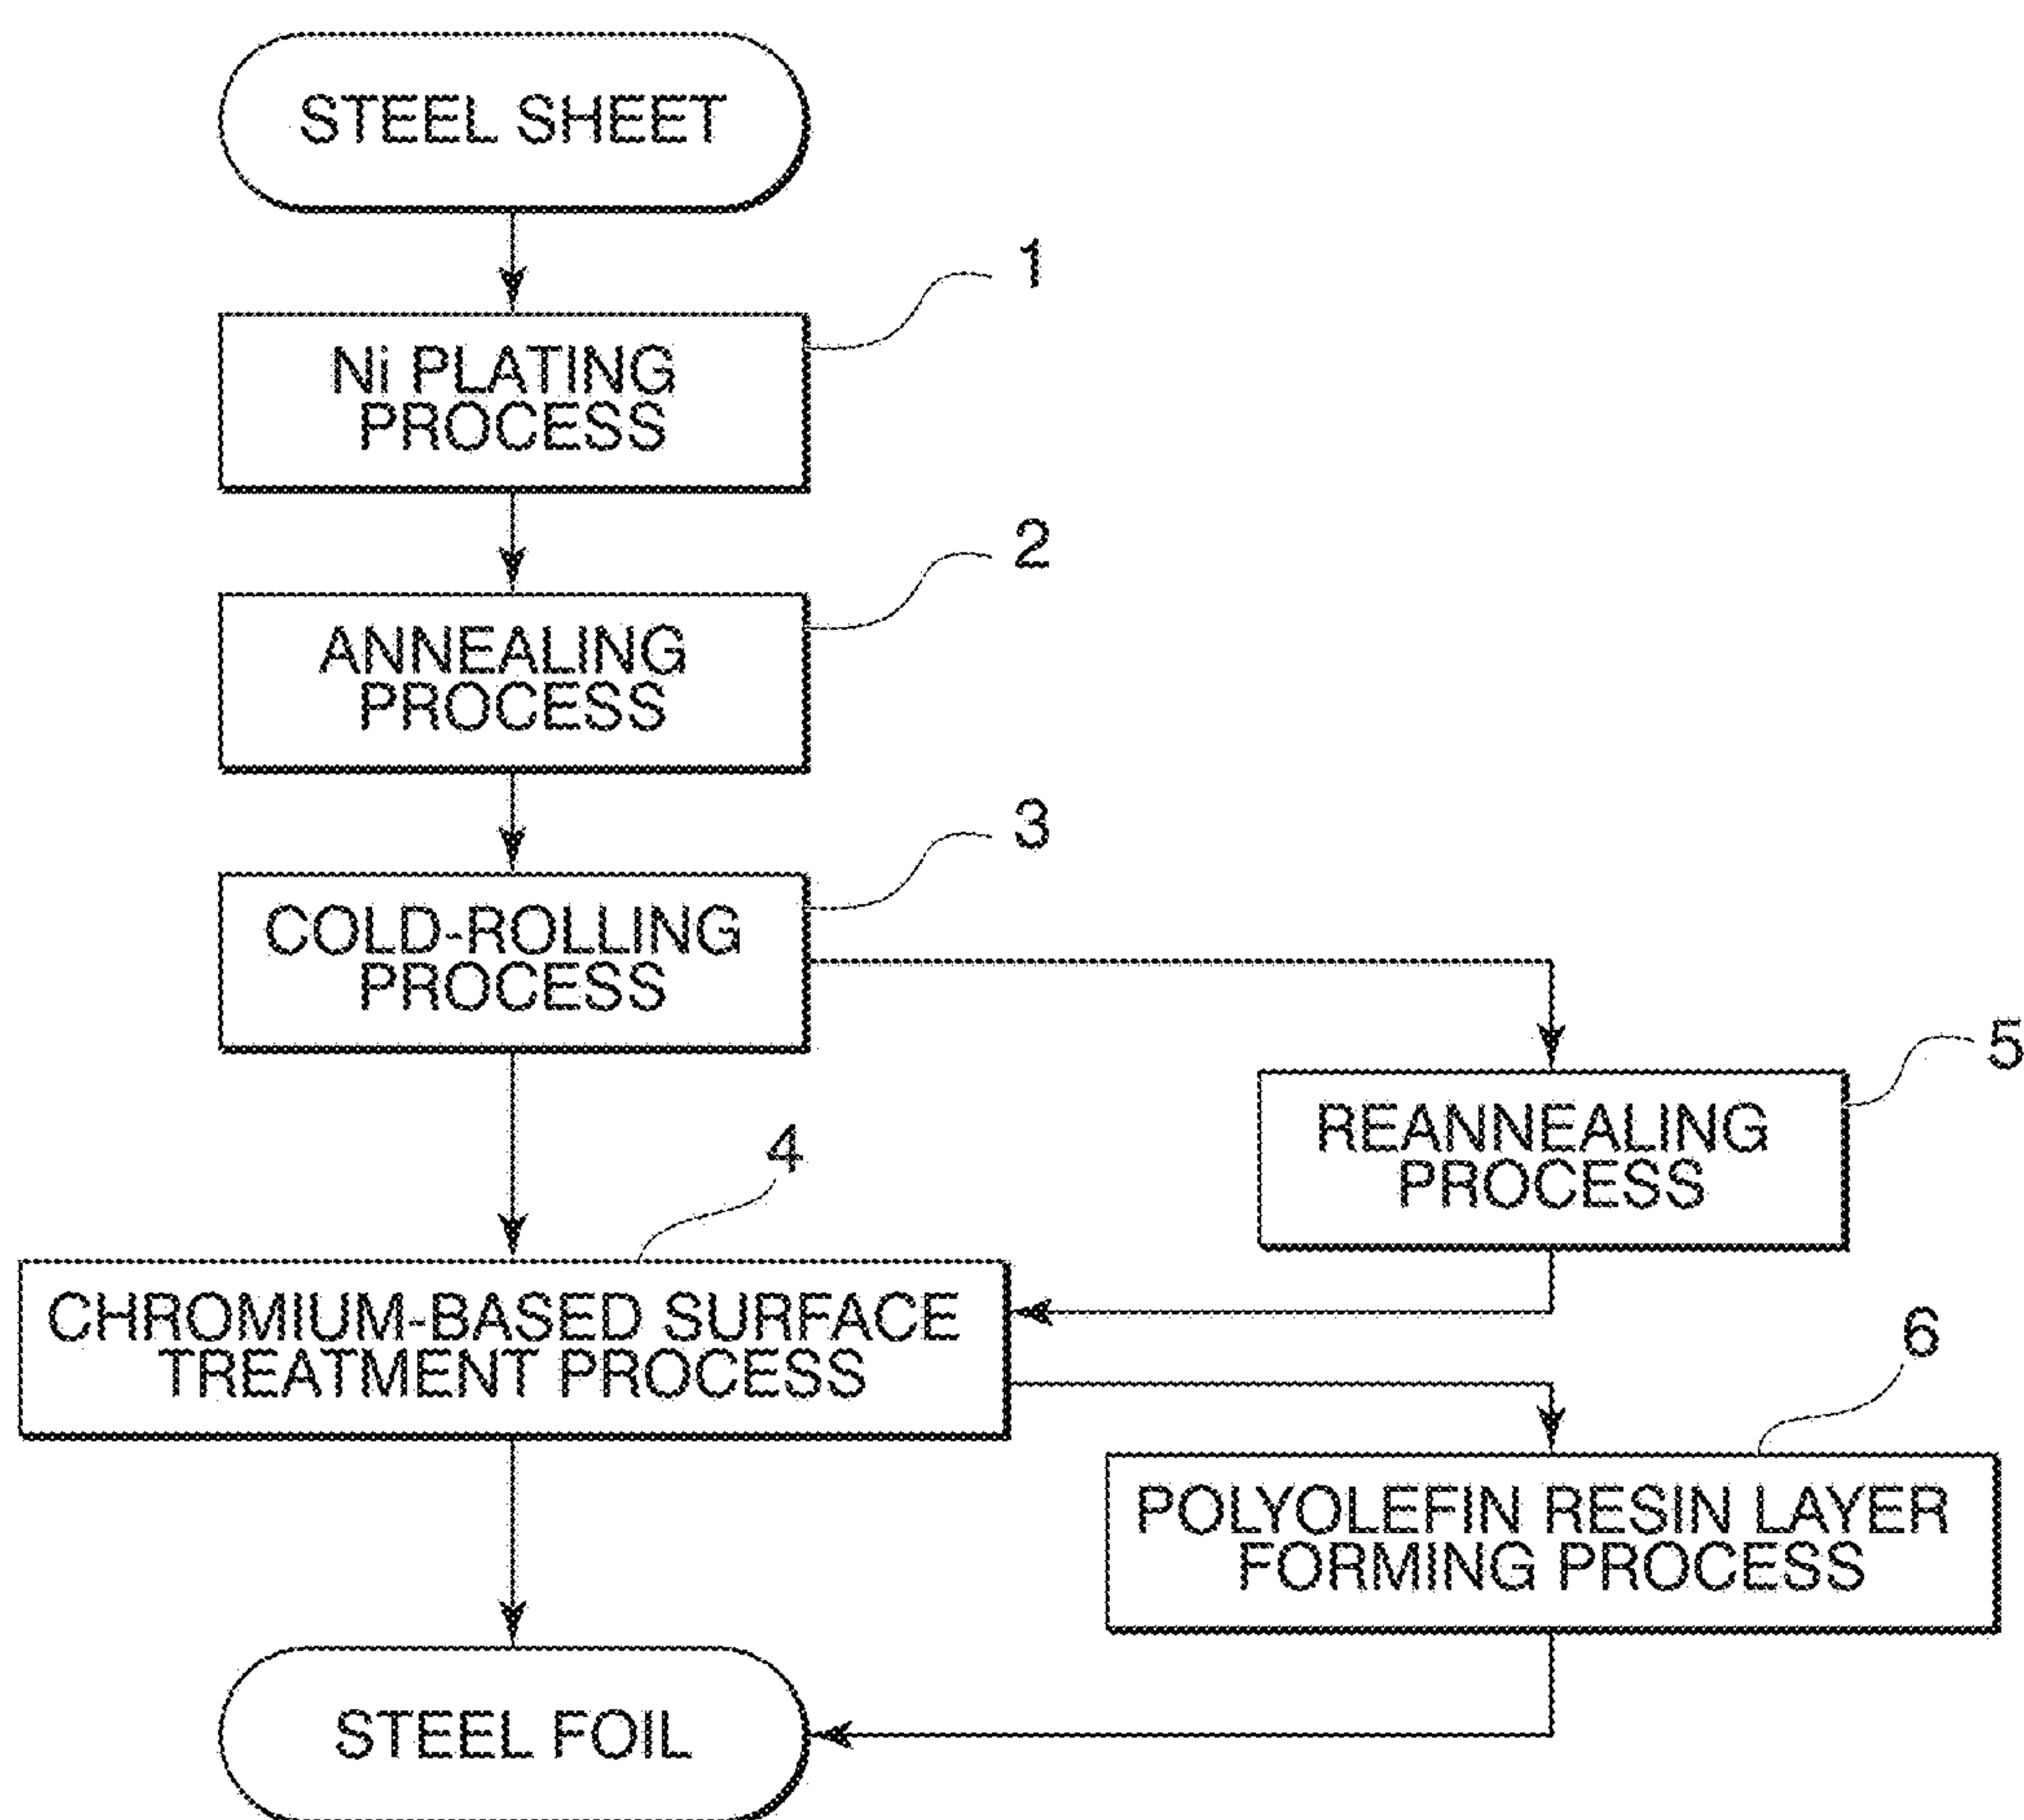 STEEL SHEET
1
Ni PLATING
PROCESS
2
ANNEALING
PROCESS
3
COLD-ROLLING
PROCESS
5
REANNEALING
PROCESS
4
CHROMIUM-BASED SURFACE
TREATMENT PROCESS
6
POLYOLEFIN RESIN LAYER
FORMING PROCESS
STEEL FOIL